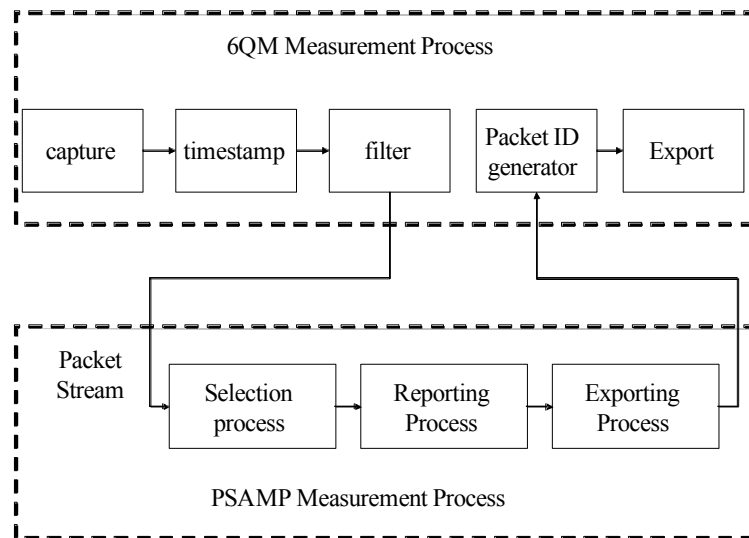 6QM Measurement Process
capture
timestamp
filter
Packet ID
generator
Export
Packet
Stream
Selection
process
Reporting
Process
Exporting
Process
PSAMP Measurement Process